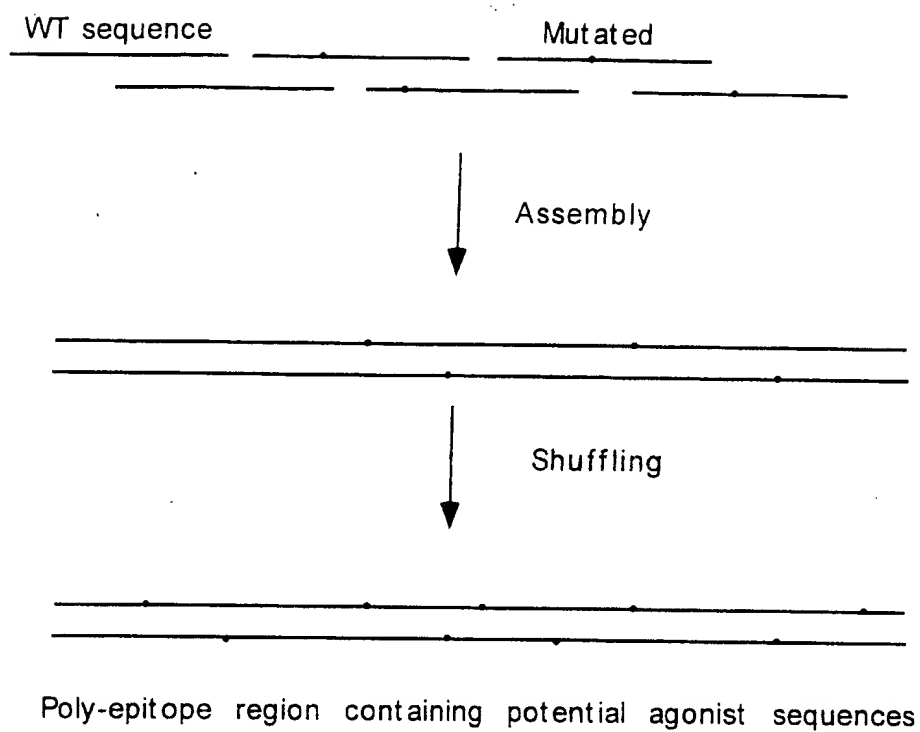 WT sequence
Mutated
Assembly
Shuffling
Poly-epitope region containing potential agonist sequences